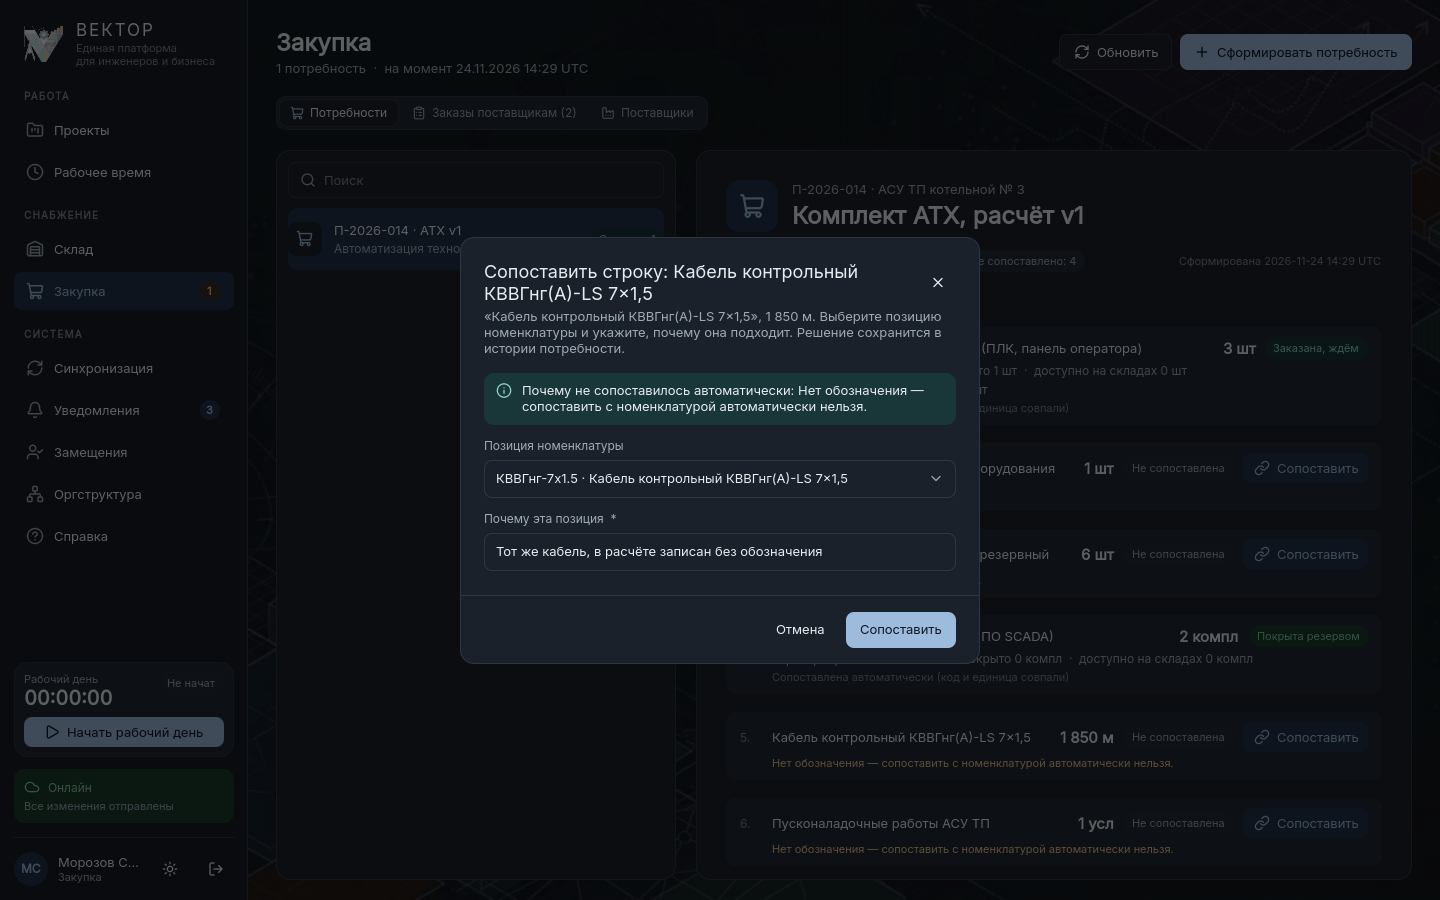 ВЕКТОР
Единая платформа
для инженеров и бизнеса
РАБОТА
Проекты
Рабочее время
СНАБЖЕНИЕ
Склад
Закупка 1
СИСТЕМА
Синхронизация
Уведомления 3
Замещения
Оргструктура
Справка
Рабочий день Не начат
00:00:00
Начать рабочий день
Онлайн
Все изменения отправлены
МС Морозов С...
Закупка
Закупка
1 потребность · на момент 24.11.2026 14:29 UTC
Обновить
Сформировать потребность
Потребности
Заказы поставщикам (2)
Поставщики
Поиск
П-2026-014 · АТХ v1
Автоматизация техно
П-2026-014 · АСУ ТП котельной № 3
Комплект АТХ, расчёт v1
е сопоставлено: 4
Сформирована 2026-11-24 14:29 UTC
(ПЛК, панель оператора) 3 шт Заказана, ждём
то 1 шт · доступно на складах 0 шт
шт
единица совпали)
орудования 1 шт Не сопоставлена Сопоставить
резервный 6 шт Не сопоставлена Сопоставить
ПО SCADA) 2 компл Покрыта резервом
крыто 0 компл · доступно на складах 0 компл
Сопоставлена автоматически (код и единица совпали)
5. Кабель контрольный КВВГнг(А)-LS 7×1,5 1 850 м Не сопоставлена Сопоставить
Нет обозначения — сопоставить с номенклатурой автоматически нельзя.
6. Пусконаладочные работы АСУ ТП 1 усл Не сопоставлена Сопоставить
Нет обозначения — сопоставить с номенклатурой автоматически нельзя.
Сопоставить строку: Кабель контрольный
КВВГнг(А)-LS 7×1,5
«Кабель контрольный КВВГнг(А)-LS 7×1,5», 1 850 м. Выберите позицию
номенклатуры и укажите, почему она подходит. Решение сохранится в
истории потребности.
Почему не сопоставилось автоматически: Нет обозначения —
сопоставить с номенклатурой автоматически нельзя.
Позиция номенклатуры
КВВГнг-7х1.5 · Кабель контрольный КВВГнг(А)-LS 7×1,5
Почему эта позиция *
Тот же кабель, в расчёте записан без обозначения
Отмена
Сопоставить